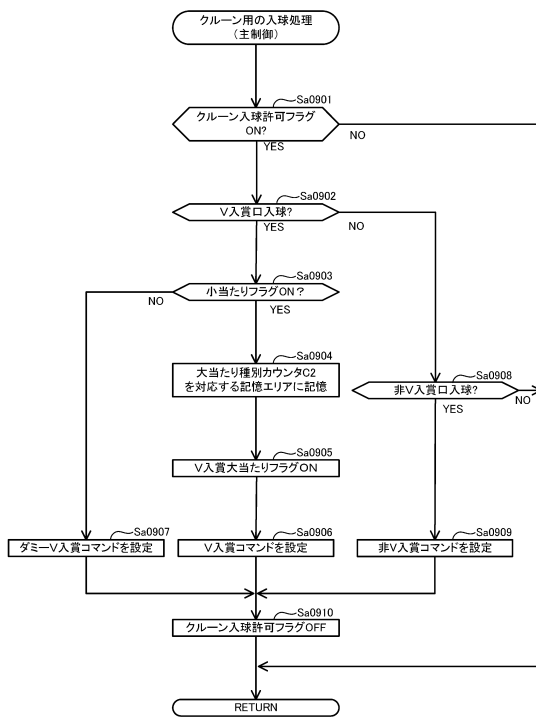 クルーン用の入球処理
(主制御)
Sa0901
クルーン入球許可フラグ
ON?
NO
YES
Sa0902
V入賞口入球?
YES
NO
Sa0903
小当たりフラグON?
NO
YES
Sa0904
大当たり種別カウンタC2
を対応する記憶エリアに記憶
Sa0908
非V入賞口入球?
NO
YES
Sa0905
V入賞大当たりフラグON
Sa0907
ダミーV入賞コマンドを設定
Sa0906
V入賞コマンドを設定
Sa0909
非V入賞コマンドを設定
Sa0910
クルーン入球許可フラグOFF
RETURN